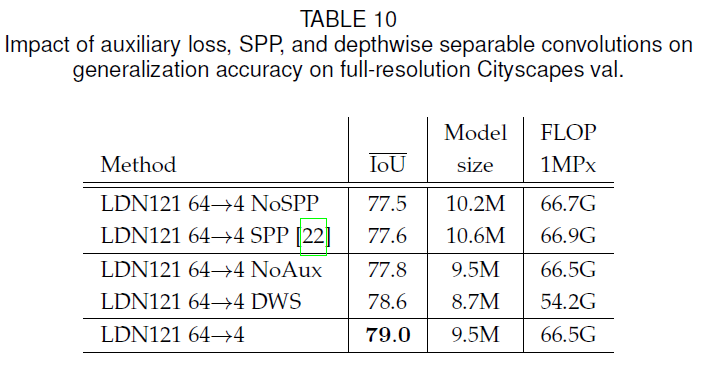 TABLE 10
Impact of auxiliary loss, SPP, and depthwise separable convolutions on
generalization accuracy on full-resolution Cityscapes val.
Model FLOP
Method IoU size 1MPx
LDN121 64→4 NoSPP 77.5 10.2M 66.7G
LDN121 64→4 SPP [22] 77.6 10.6M 66.9G
LDN121 64→4 NoAux 77.8 9.5M 66.5G
LDN121 64→4 DWS 78.6 8.7M 54.2G
LDN121 64→4 79.0 9.5M 66.5G